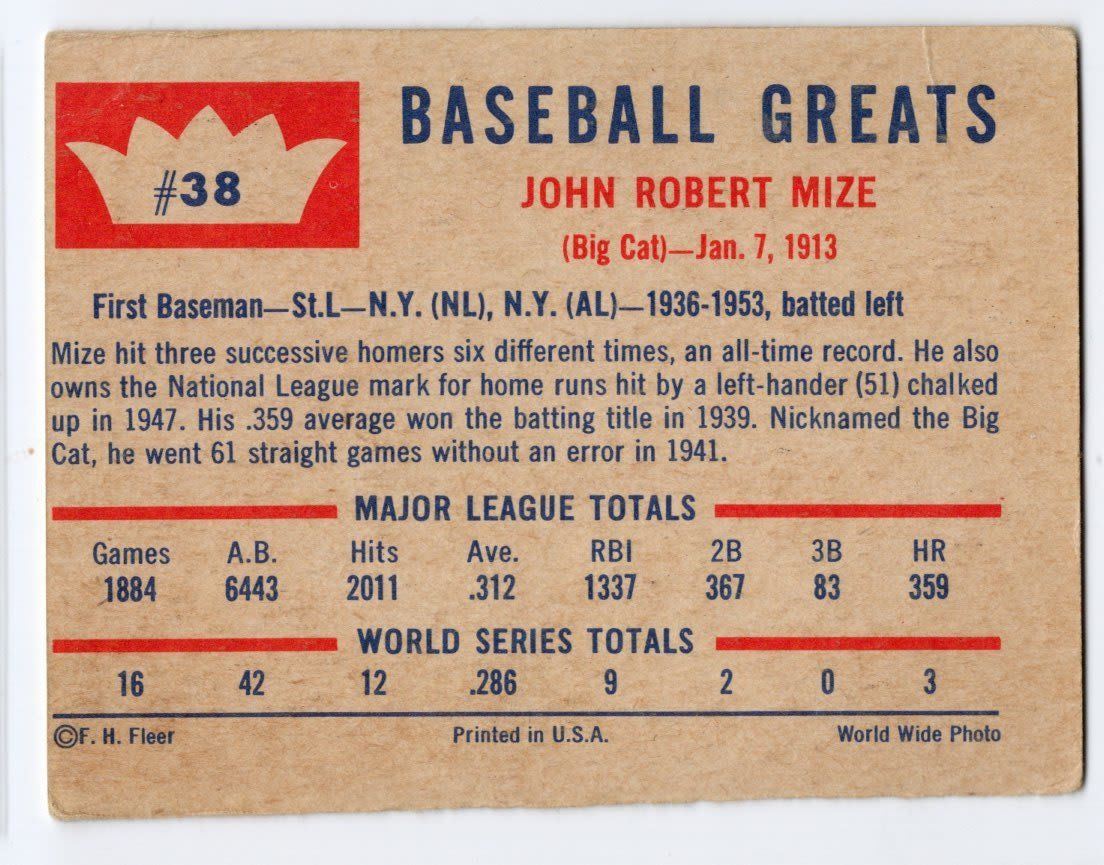 #38
BASEBALL GREATS
JOHN ROBERT MIZE
(Big Cat)—Jan. 7, 1913
First Baseman—St.L—N.Y. (NL), N.Y. (AL)—1936-1953, batted left
Mize hit three successive homers six different times, an all-time record. He also
owns the National League mark for home runs hit by a left-hander (51) chalked
up in 1947. His .359 average won the batting title in 1939. Nicknamed the Big
Cat, he went 61 straight games without an error in 1941.
MAJOR LEAGUE TOTALS
Games A.B. Hits Ave. RBI 2B 3B HR
1884 6443 2011 .312 1337 367 83 359
WORLD SERIES TOTALS
16 42 12 .286 9 2 0 3
©F. H. Fleer Printed in U.S.A. World Wide Photo